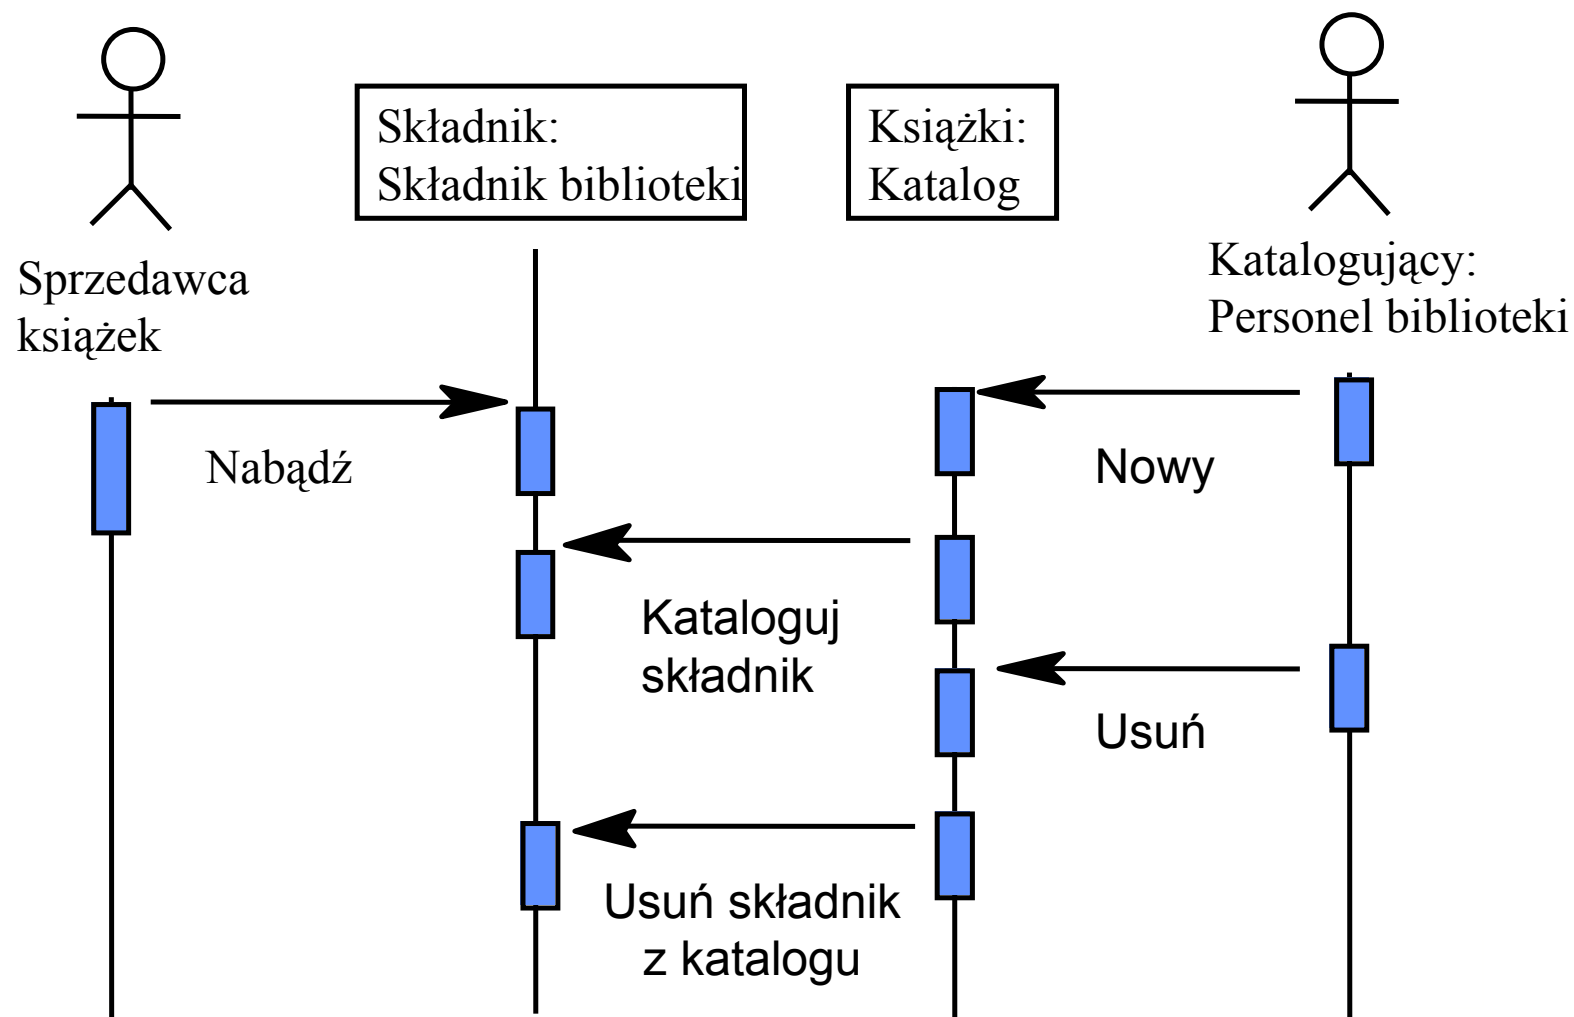 Składnik:
Składnik biblioteki
Książki:
Katalog
Sprzedawca
książek
Katalogujący:
Personel biblioteki
Nabądź
Nowy
Kataloguj
składnik
Usuń
Usuń składnik
z katalogu